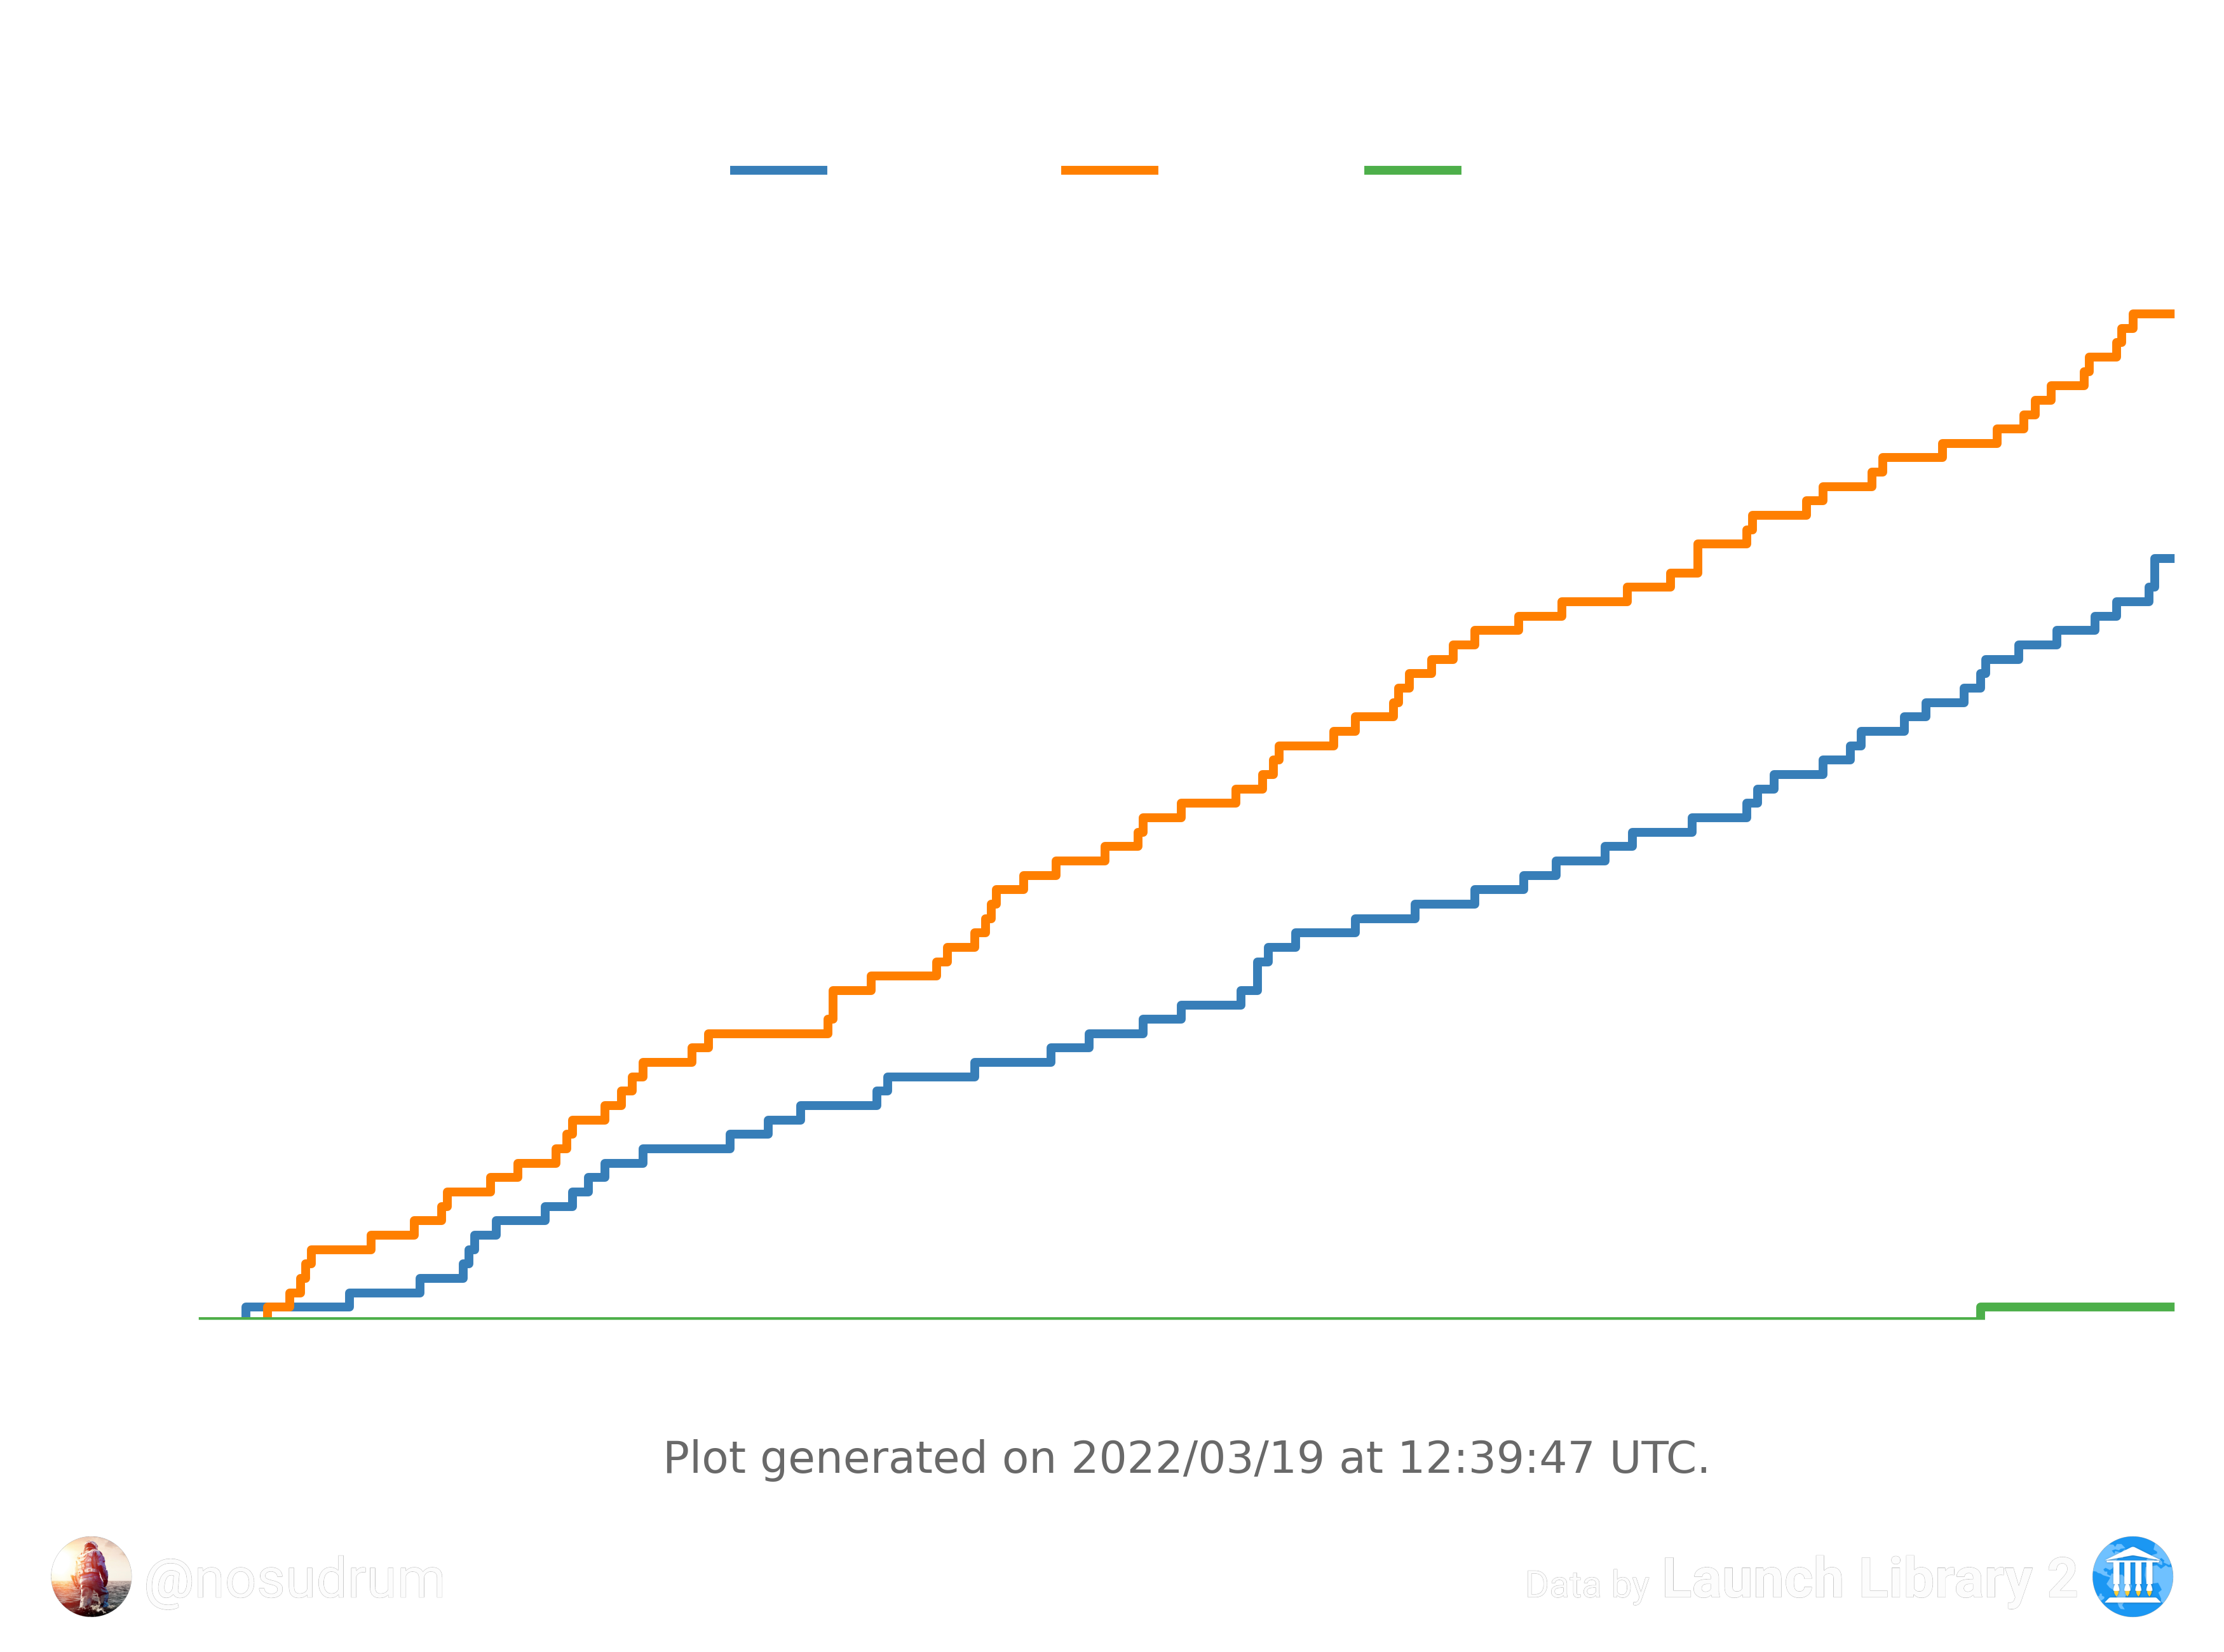 Plot generated on 2022/03/19 at 12:39:47 UTC.
@nosudrum
Data by Launch Library 2